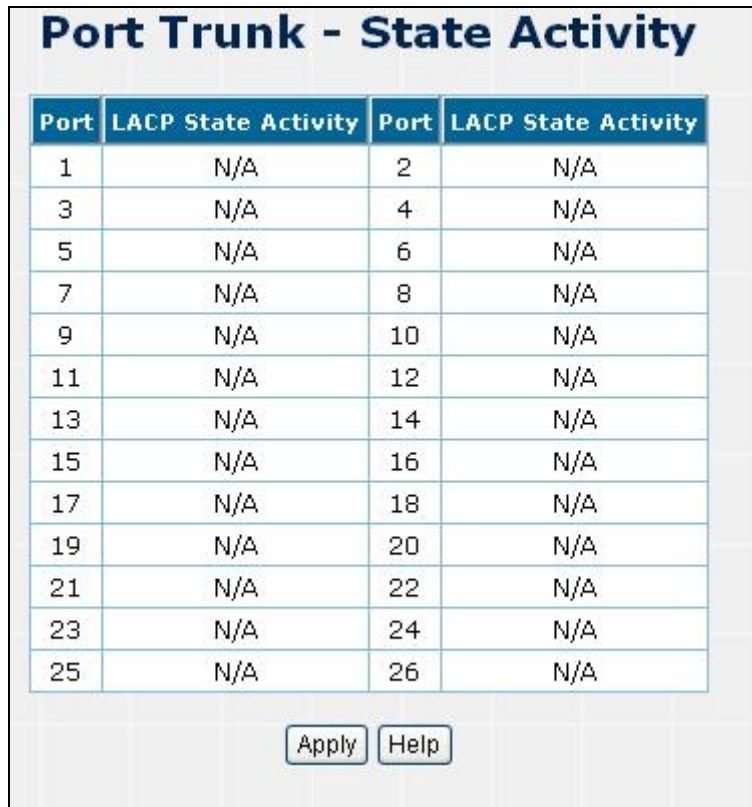 Port Trunk - State Activity
Port LACP State Activity Port LACP State Activity
1 N/A 2 N/A
3 N/A 4 N/A
5 N/A 6 N/A
7 N/A 8 N/A
9 N/A 10 N/A
11 N/A 12 N/A
13 N/A 14 N/A
15 N/A 16 N/A
17 N/A 18 N/A
19 N/A 20 N/A
21 N/A 22 N/A
23 N/A 24 N/A
25 N/A 26 N/A
Apply Help